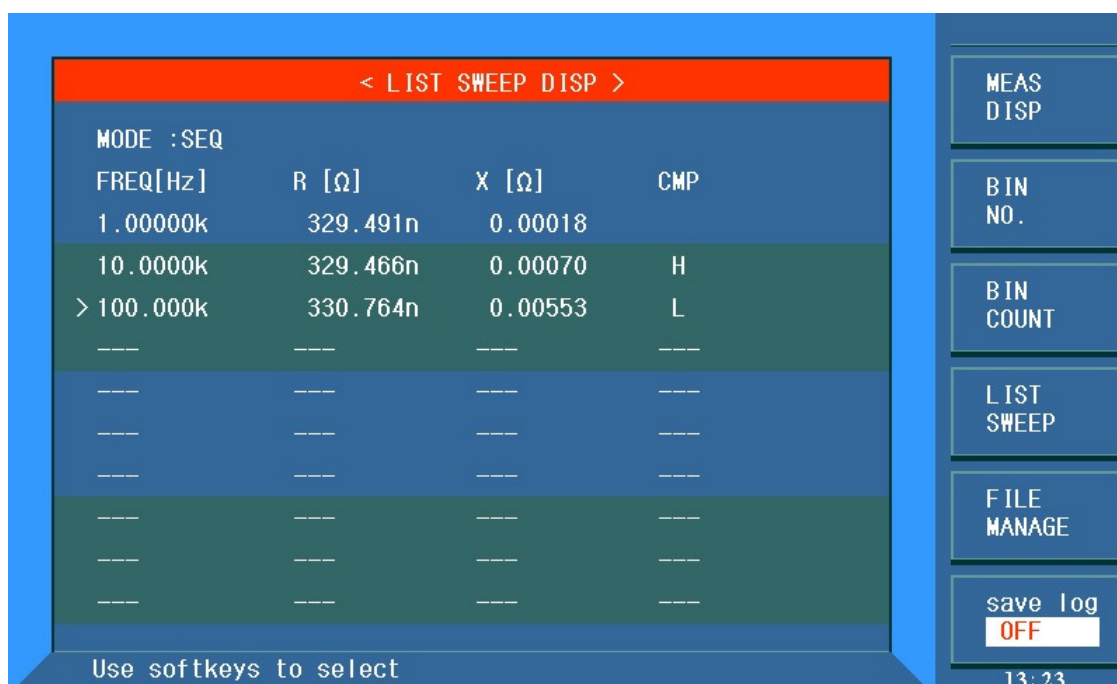 < LIST SWEEP DISP >
MODE :SEQ
FREQ[Hz] R [Ω] X [Ω] CMP
1.00000k 329.491n 0.00018
10.0000k 329.466n 0.00070 H
>100.000k 330.764n 0.00553 L
--- --- --- ---
--- --- --- ---
--- --- --- ---
--- --- --- ---
--- --- --- ---
--- --- --- ---
--- --- --- ---
Use softkeys to select
MEAS
DISP
BIN
NO.
BIN
COUNT
LIST
SWEEP
FILE
MANAGE
save log
OFF
13:23